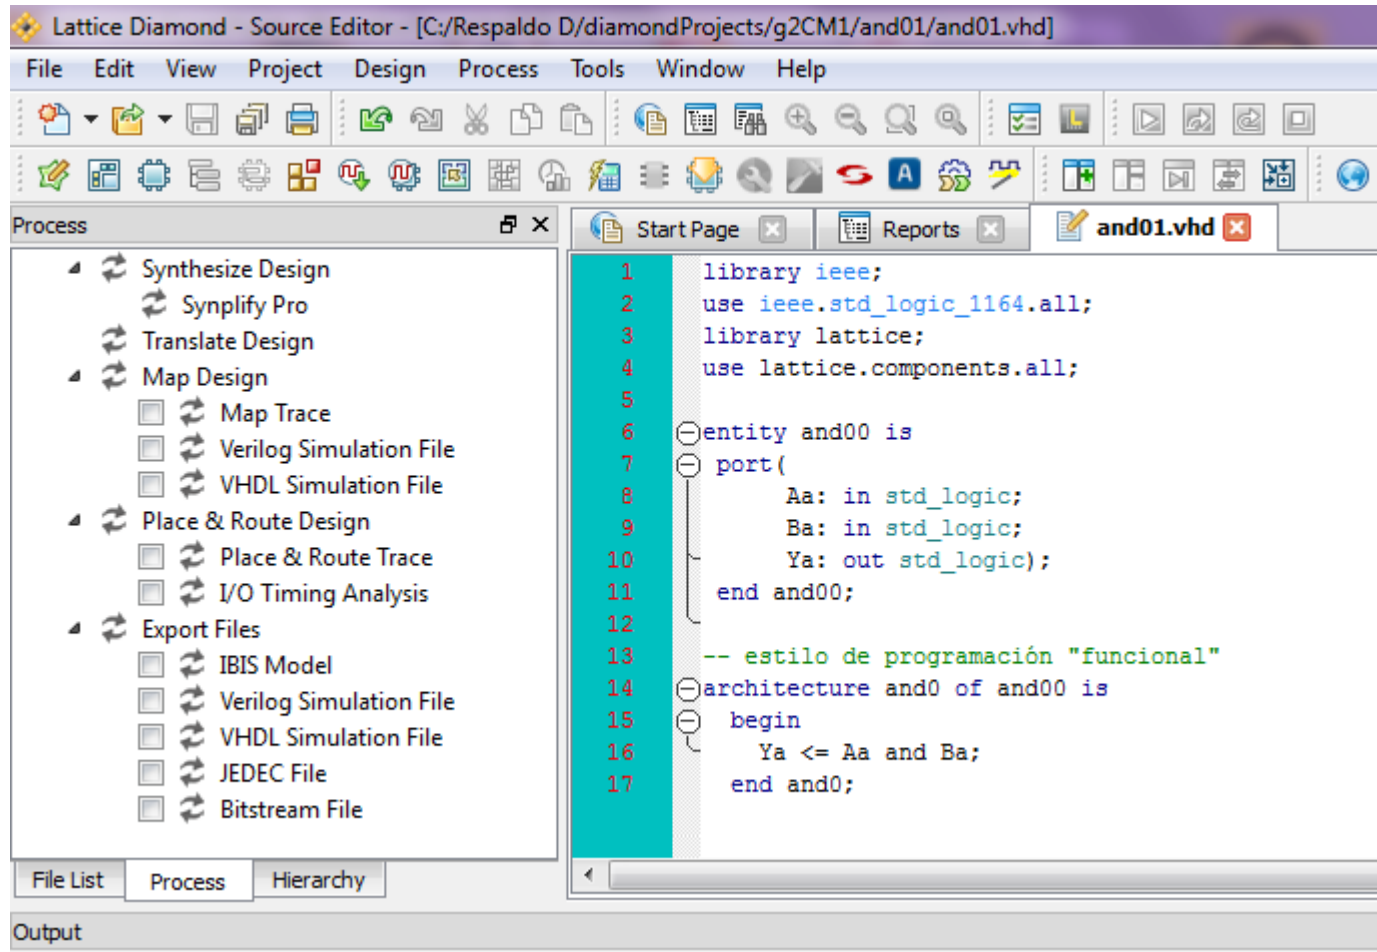 Lattice Diamond - Source Editor - [C:/Respaldo D/diamondProjects/g2CM1/and01/and01.vhd]
File Edit View Project Design Process Tools Window Help
Process
Synthesize Design
Synplify Pro
Translate Design
Map Design
Map Trace
Verilog Simulation File
VHDL Simulation File
Place & Route Design
Place & Route Trace
I/O Timing Analysis
Export Files
IBIS Model
Verilog Simulation File
VHDL Simulation File
JEDEC File
Bitstream File
File List Process Hierarchy
Start Page Reports and01.vhd
1 library ieee;
2 use ieee.std_logic_1164.all;
3 library lattice;
4 use lattice.components.all;
5
6 entity and00 is
7 port(
8 Aa: in std_logic;
9 Ba: in std_logic;
10 Ya: out std_logic);
11 end and00;
12
13 -- estilo de programación "funcional"
14 architecture and0 of and00 is
15 begin
16 Ya <= Aa and Ba;
17 end and0;
Output